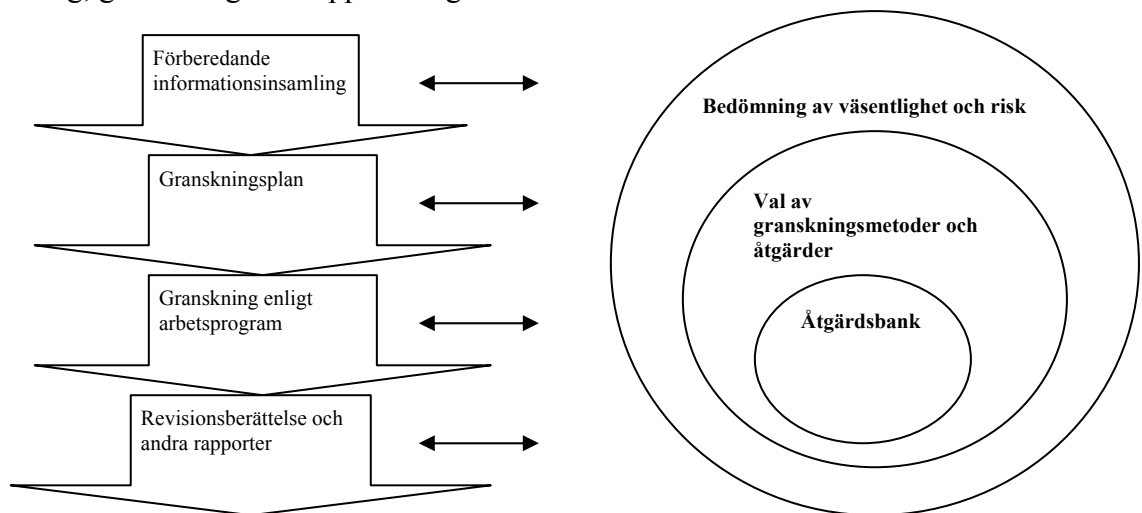 Förberedande
informationsinsamling
Granskningsplan
Granskning enligt
arbetsprogram
Revisionsberättelse och
andra rapporter
Bedömning av väsentlighet och risk
Val av
granskningsmetoder och
åtgärder
Åtgärdsbank